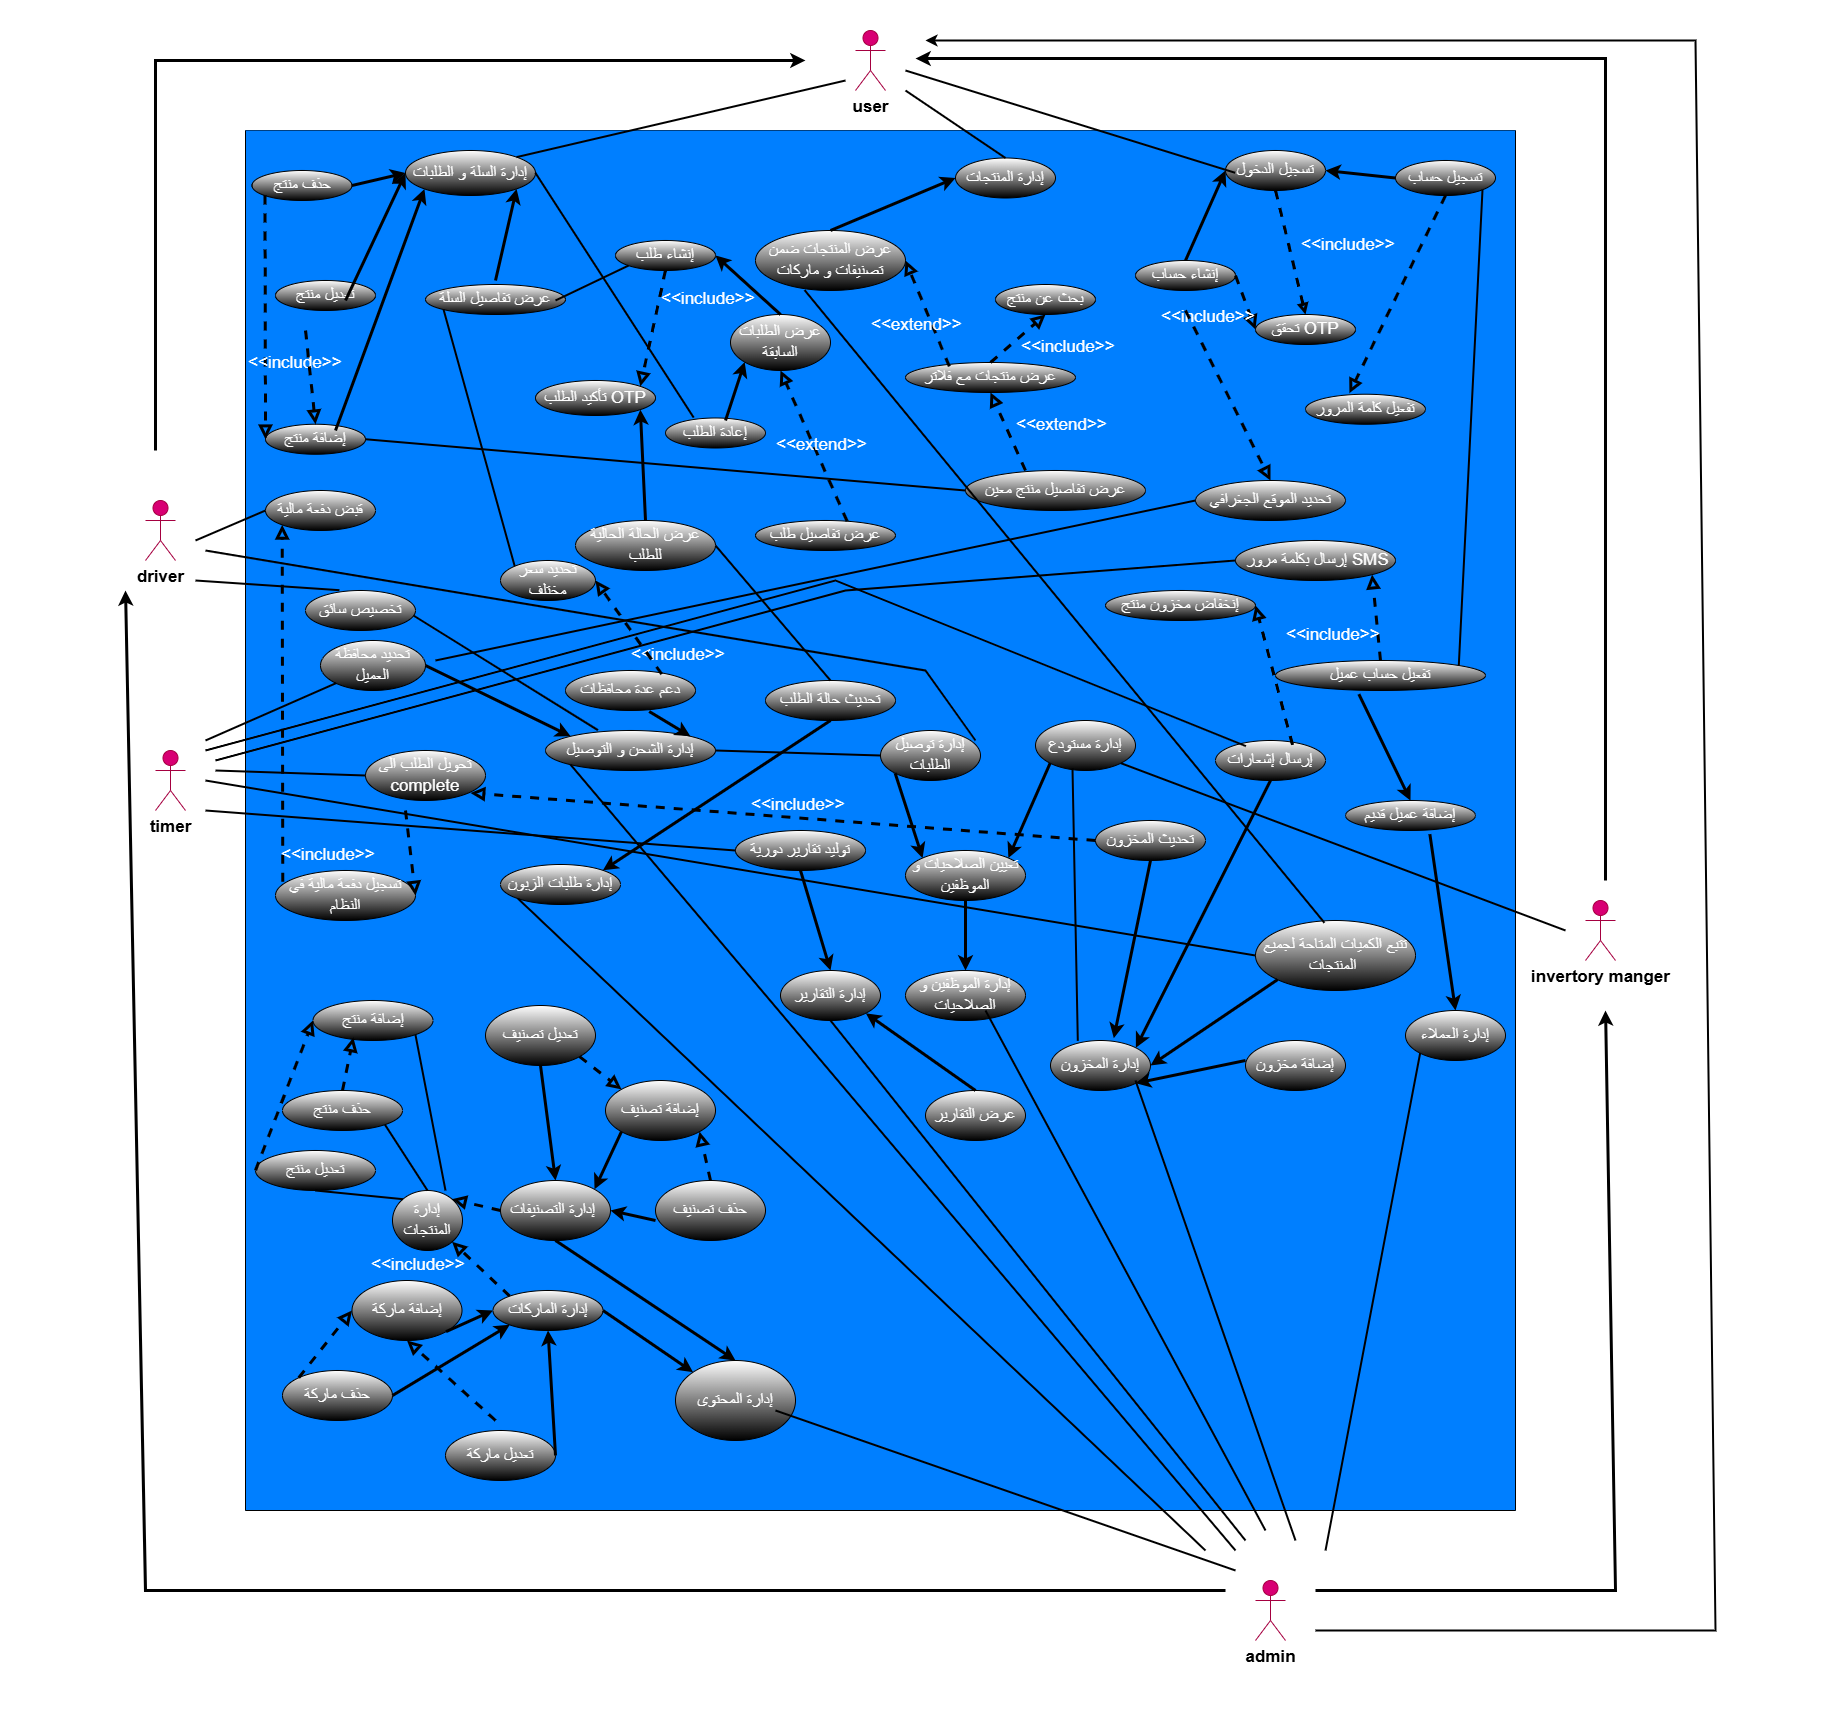 user
حذف منتج
إدارة السلة و الطلبات
إدارة المنتجات
تسجيل الدخول
تسجيل حساب
تعديل منتج
عرض تفاصيل السلة
إنشاء طلب
<<include>>
عرض المنتجات ضمن
تصنيفات و ماركات
<<include>>
إنشاء حساب
بحث عن منتج
<<extend>>
<<include>>
<<include>>
OTP تحقق
عرض الطلبات
السابقة
<<include>>
عرض منتجات مع فلاتر
OTP تأكيد الطلب
تفعيل كلمة المرور
إضافة منتج
إعادة الطلب
<<extend>>
<<extend>>
عرض تفاصيل منتج معين
تحديد الموقع الجغرافي
قبض دفعة مالية
driver
عرض الحالة الحالية
للطلب
عرض تفاصيل طلب
SMS إرسال بكلمة مرور
تحديد سعر
مختلف
تخصيص سائق
إنخفاض مخزون منتج
<<include>>
<<include>>
تحديد محافظة
العميل
دعم عدة محافظات
تحديث حالة الطلب
تفعيل حساب عميل
إدارة الشحن و التوصيل
إدارة توصيل
الطلبات
إدارة مستودع
إرسال إشعارات
timer
تحويل الطلب الى
complete
<<include>>
إضافة عميل قديم
<<include>>
توليد تقارير دورية
تحديث المخزون
تسجيل دفعة مالية في
النظام
إدارة طلبات الزبون
تعيين الصلاحيات و
الموظفين
تتبع الكميات المتاحة لجميع
المنتجات
invertory manger
إدارة التقارير
إدارة الموظفين و
الصلاحيات
إضافة منتج
تعديل تصنيف
إدارة العملاء
إدارة المخزون
إضافة مخزون
حذف منتج
إضافة تصنيف
عرض التقارير
تعديل منتج
إدارة
المنتجات
إدارة التصنيفات
حذف تصنيف
<<include>>
إضافة ماركة
إدارة الماركات
حذف ماركة
إدارة المحتوى
تعديل ماركة
admin